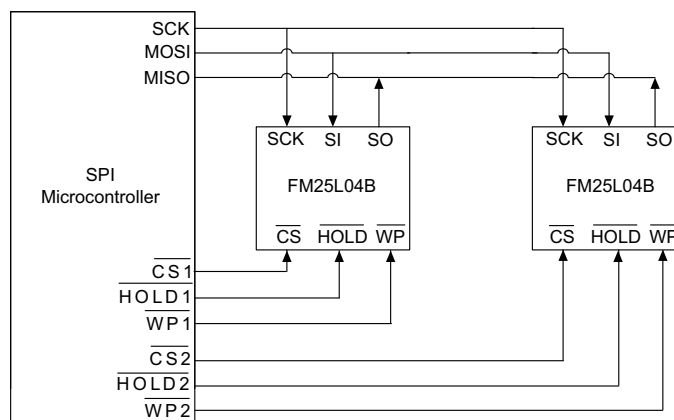 SCK
MOSI
MISO
SCK SI SO
SCK SI SO
SPI
Microcontroller
FM25L04B
FM25L04B
CS HOLD WP
CS HOLD WP
CS1
HOLD1
WP1
CS2
HOLD2
WP2